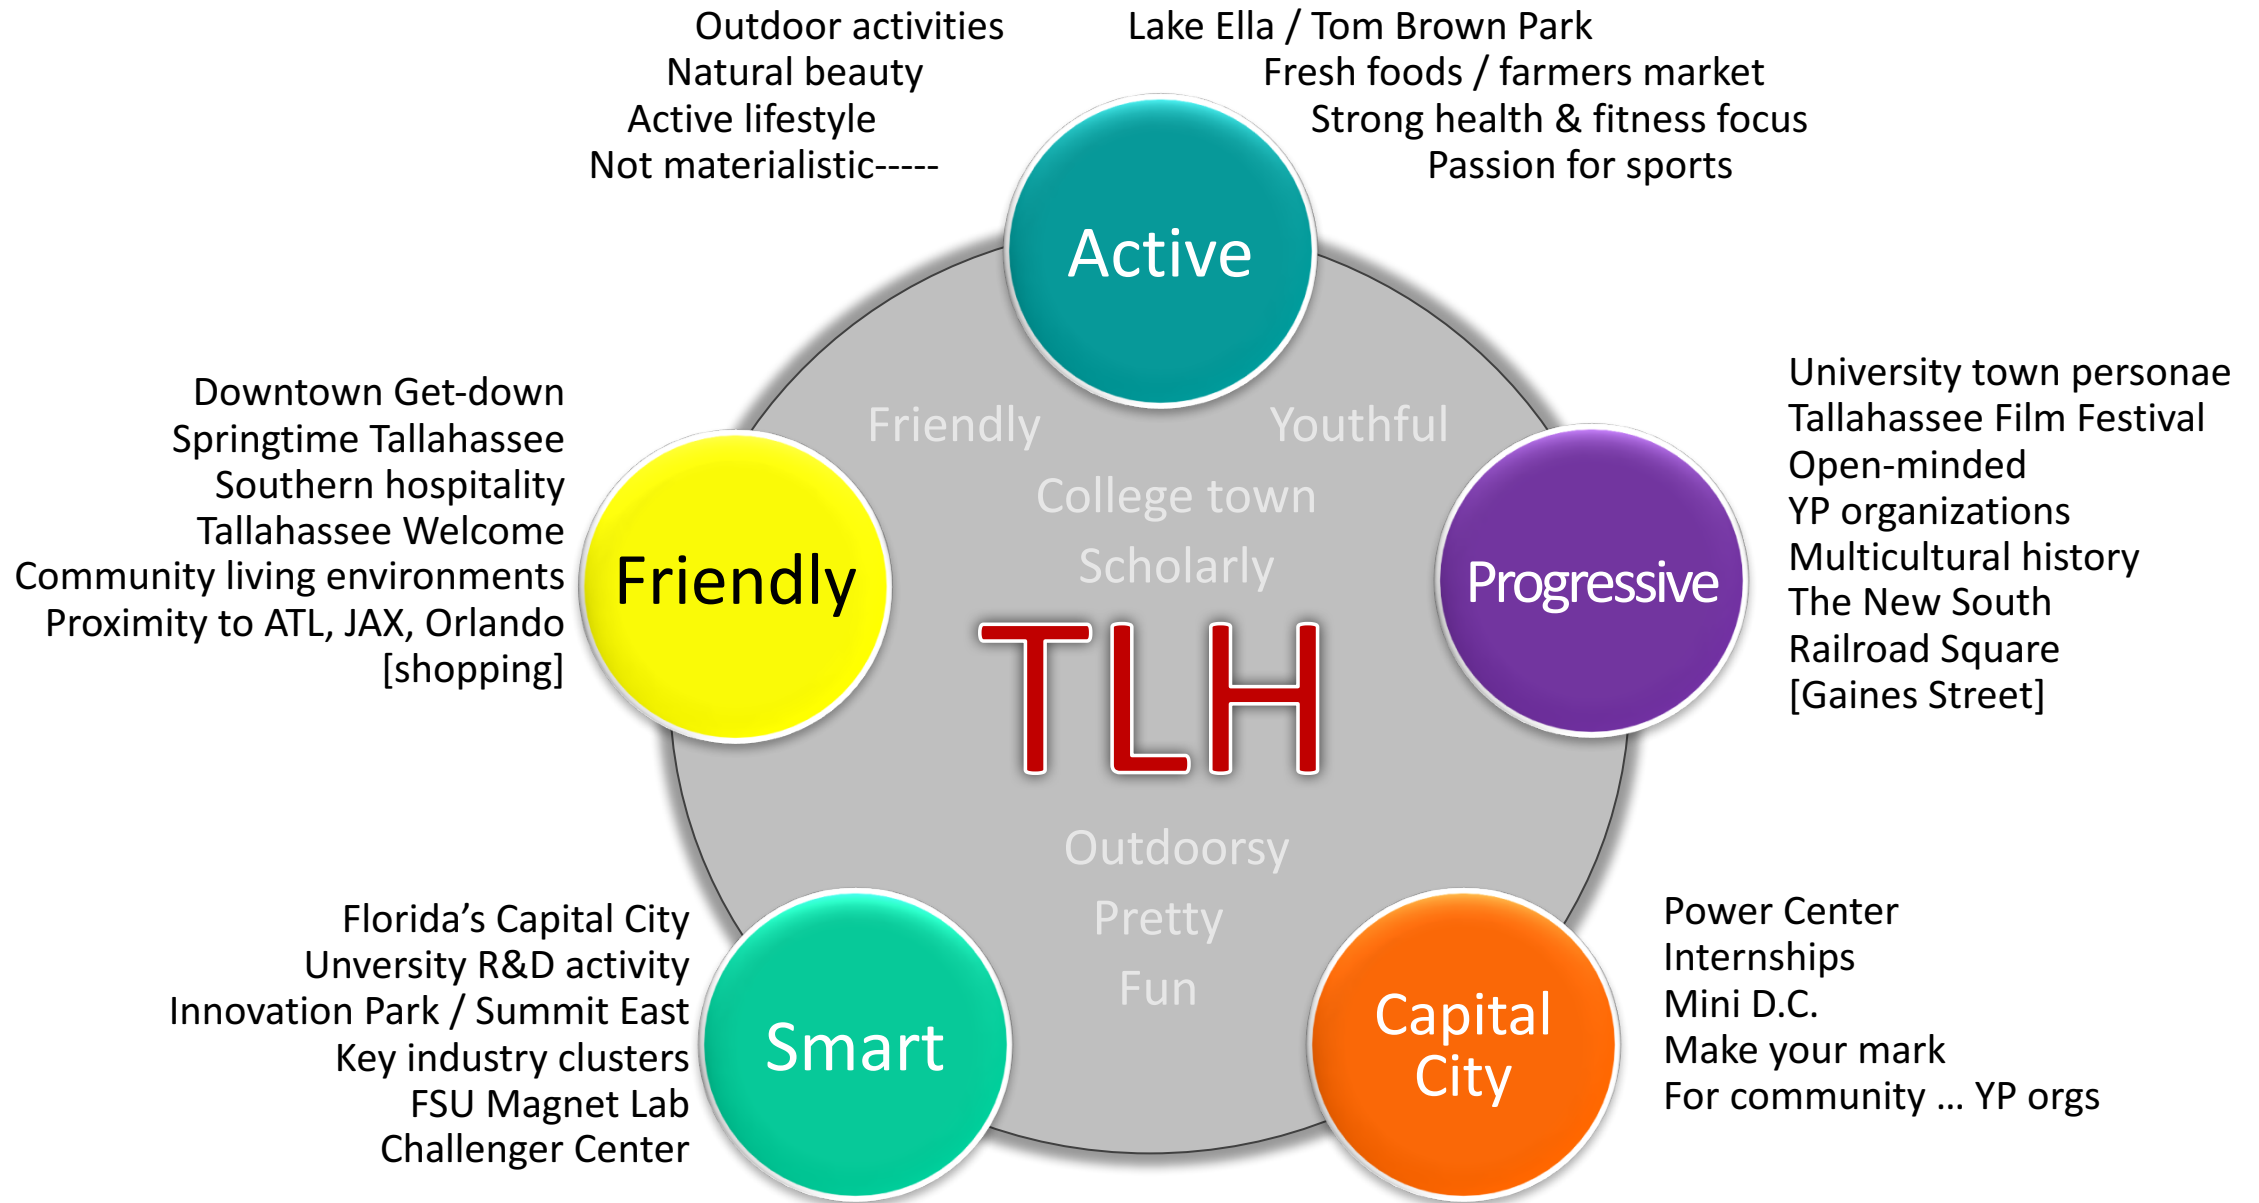 Outdoor activities
Natural beauty
Active lifestyle
Not materialistic-----
Lake Ella / Tom Brown Park
Fresh foods / farmers market
Strong health & fitness focus
Passion for sports
Active
Downtown Get-down
Springtime Tallahassee
Southern hospitality
Tallahassee Welcome
Community living environments
Proximity to ATL, JAX, Orlando
[shopping]
Friendly
Friendly
Youthful
College town
Scholarly
TLH
Outdoorsy
Pretty
Fun
Progressive
University town personae
Tallahassee Film Festival
Open-minded
YP organizations
Multicultural history
The New South
Railroad Square
[Gaines Street]
Florida’s Capital City
Unversity R&D activity
Innovation Park / Summit East
Key industry clusters
FSU Magnet Lab
Challenger Center
Smart
Capital
City
Power Center
Internships
Mini D.C.
Make your mark
For community … YP orgs